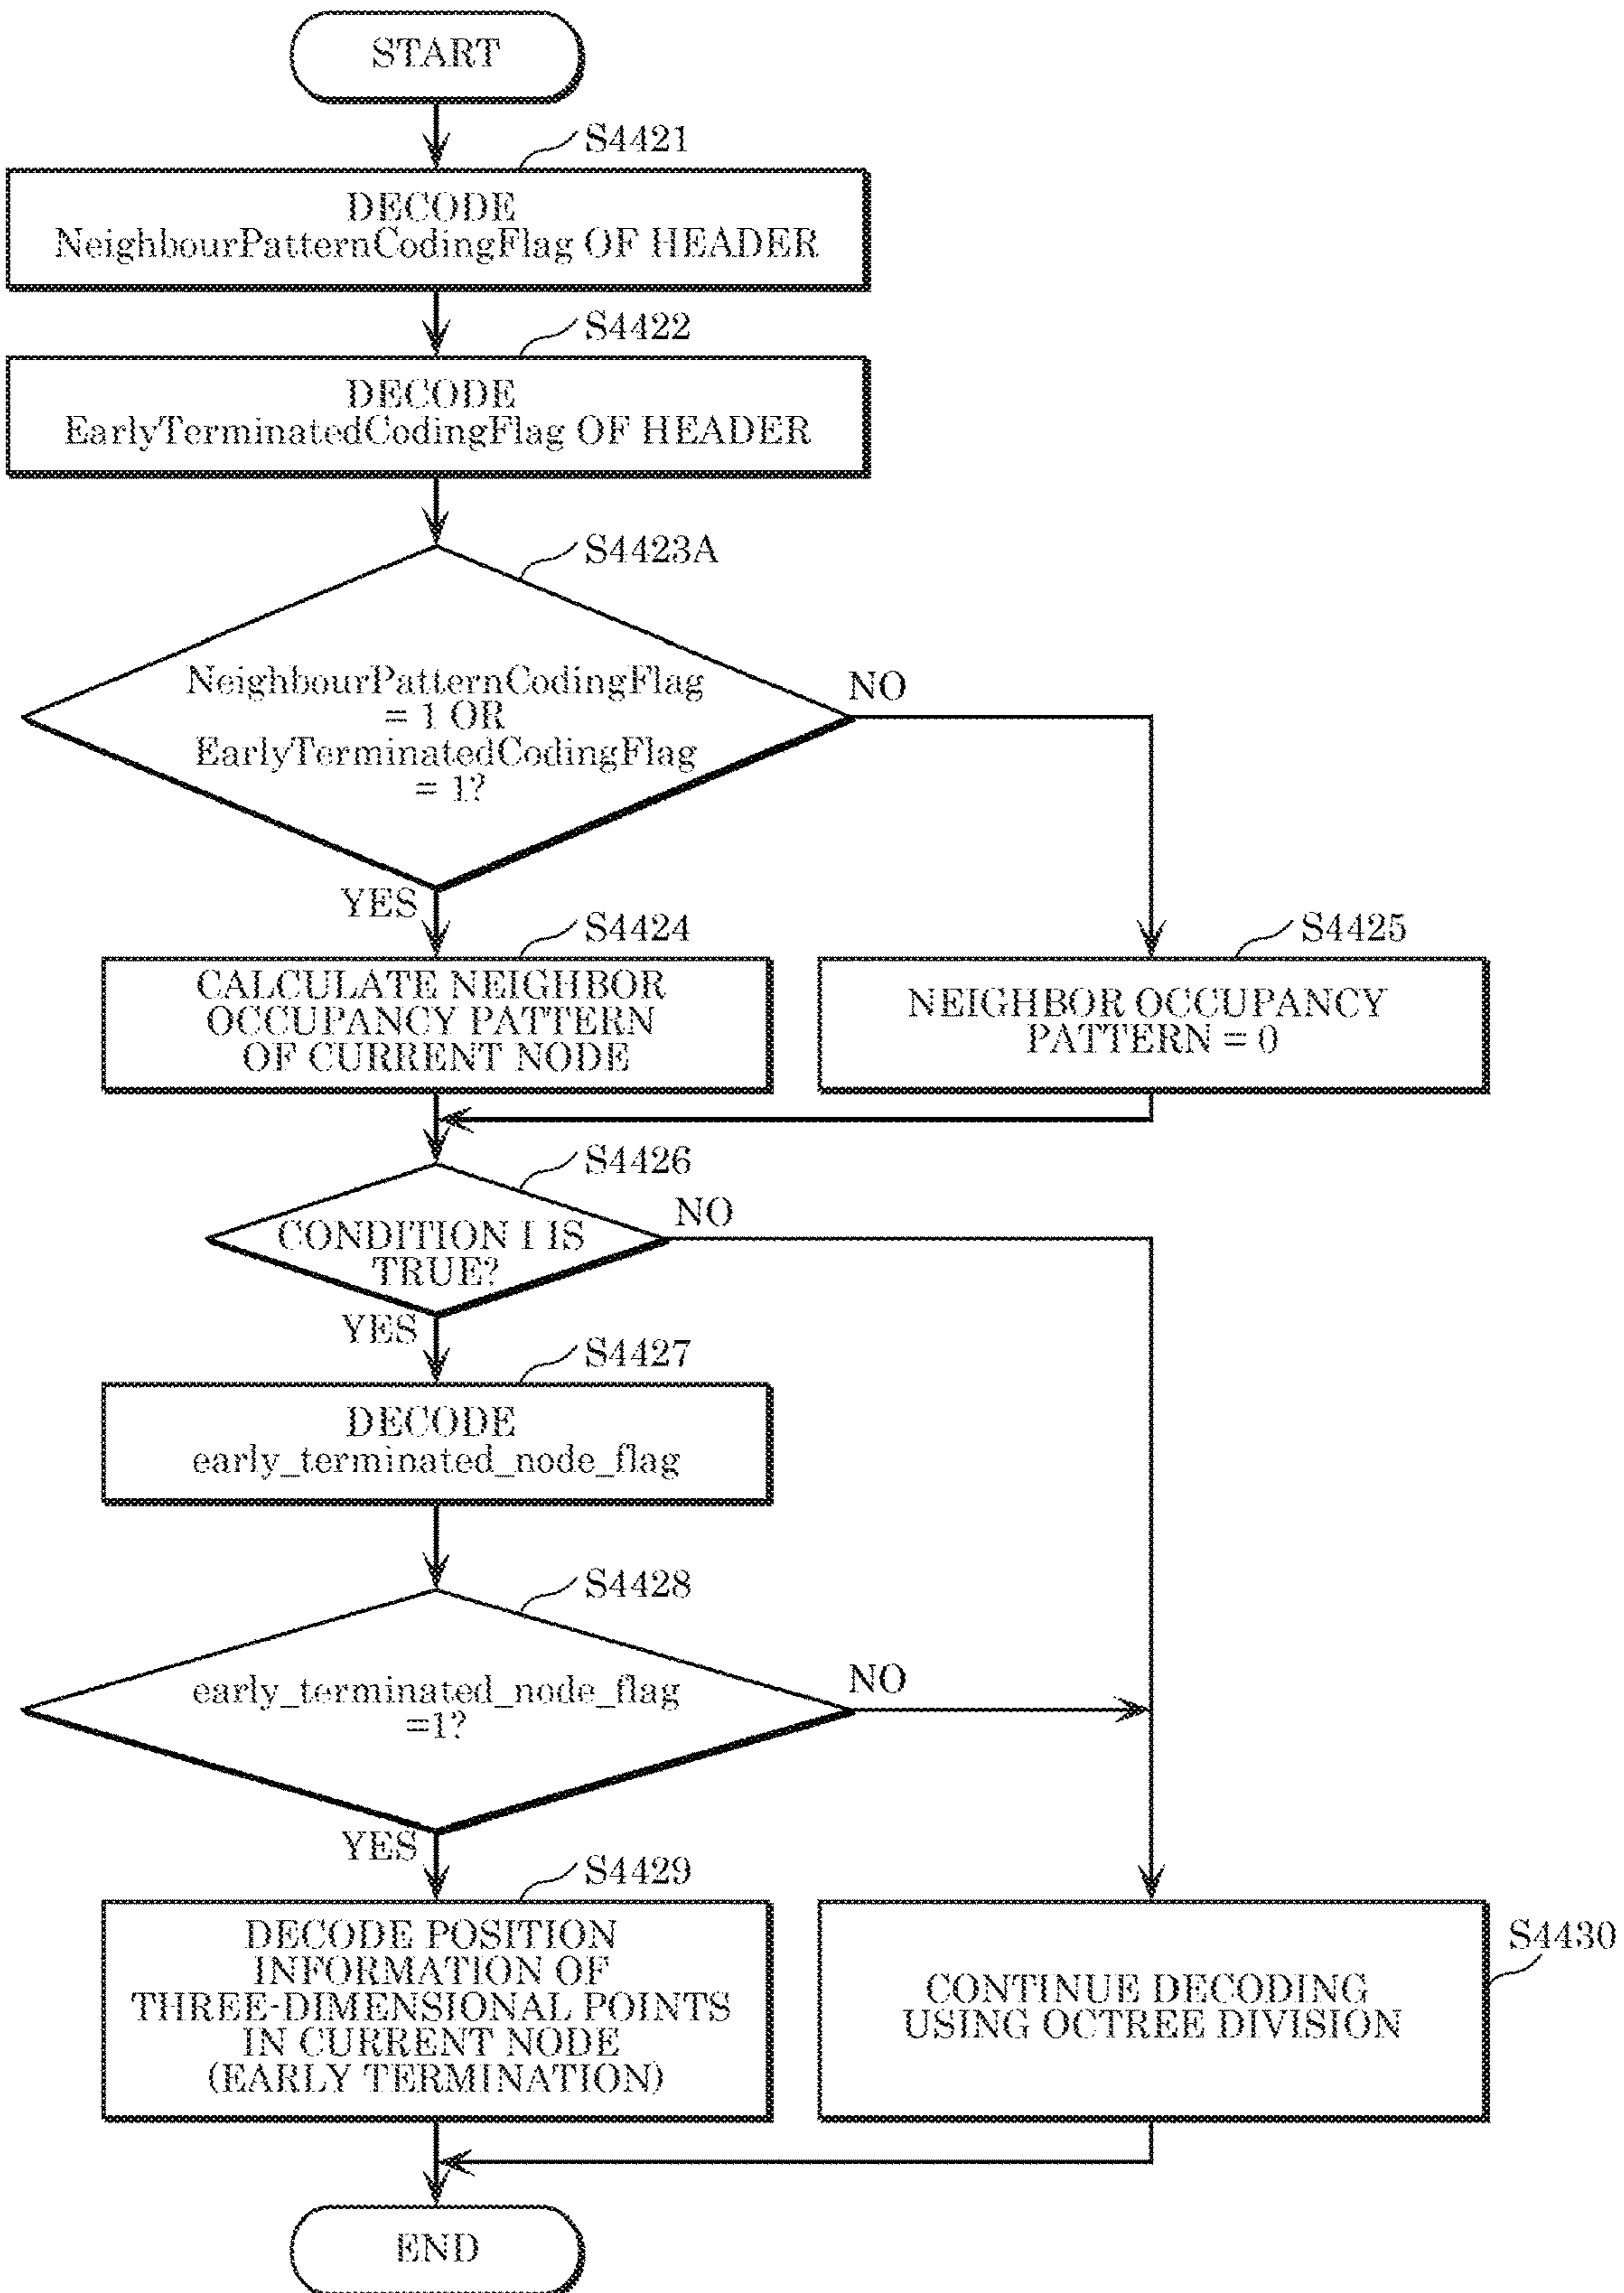 START
S4421
DECODE
NeighbourPatternCodingFlag OF HEADER
S4422
DECODE
EarlyTerminatedCodingFlag OF HEADER
S4423A
NeighbourPatternCodingFlag
= 1 OR
EarlyTerminatedCodingFlag
= 1?
NO
YES
S4424
CALCULATE NEIGHBOR
OCCUPANCY PATTERN
OF CURRENT NODE
S4425
NEIGHBOR OCCUPANCY
PATTERN = 0
S4426
CONDITION I IS
TRUE?
NO
YES
S4427
DECODE
early_terminated_node_flag
S4428
early_terminated_node_flag
=1?
NO
YES
S4429
DECODE POSITION
INFORMATION OF
THREE-DIMENSIONAL POINTS
IN CURRENT NODE
(EARLY TERMINATION)
S4430
CONTINUE DECODING
USING OCTREE DIVISION
END